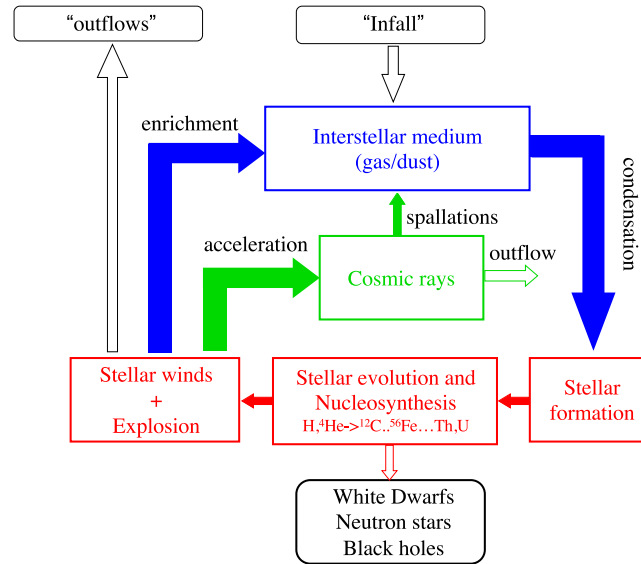 “outflows”
“Infall”
enrichment
Interstellar medium
(gas/dust)
condensation
spallations
acceleration
outflow
Cosmic rays
Stellar winds
+
Explosion
Stellar evolution and
Nucleosynthesis
H,⁴He->¹²C..⁵⁶Fe…Th,U
Stellar
formation
White Dwarfs
Neutron stars
Black holes